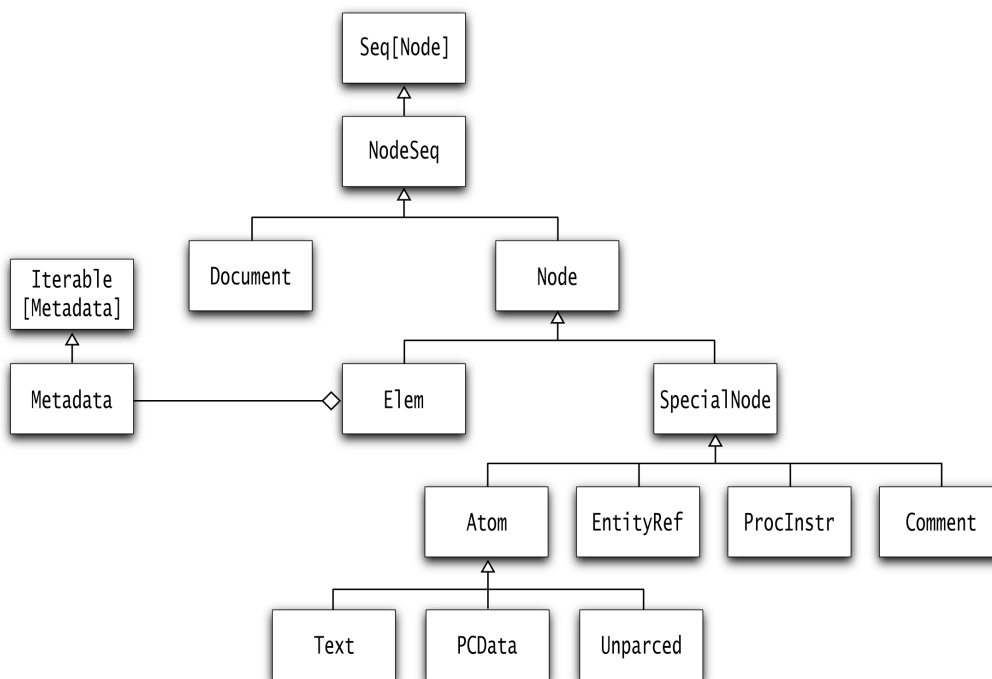 Seq[Node]
NodeSeq
Document
Node
Iterable
[Metadata]
Metadata
Elem
SpecialNode
Atom
EntityRef
ProcInstr
Comment
Text
PCData
Unparced